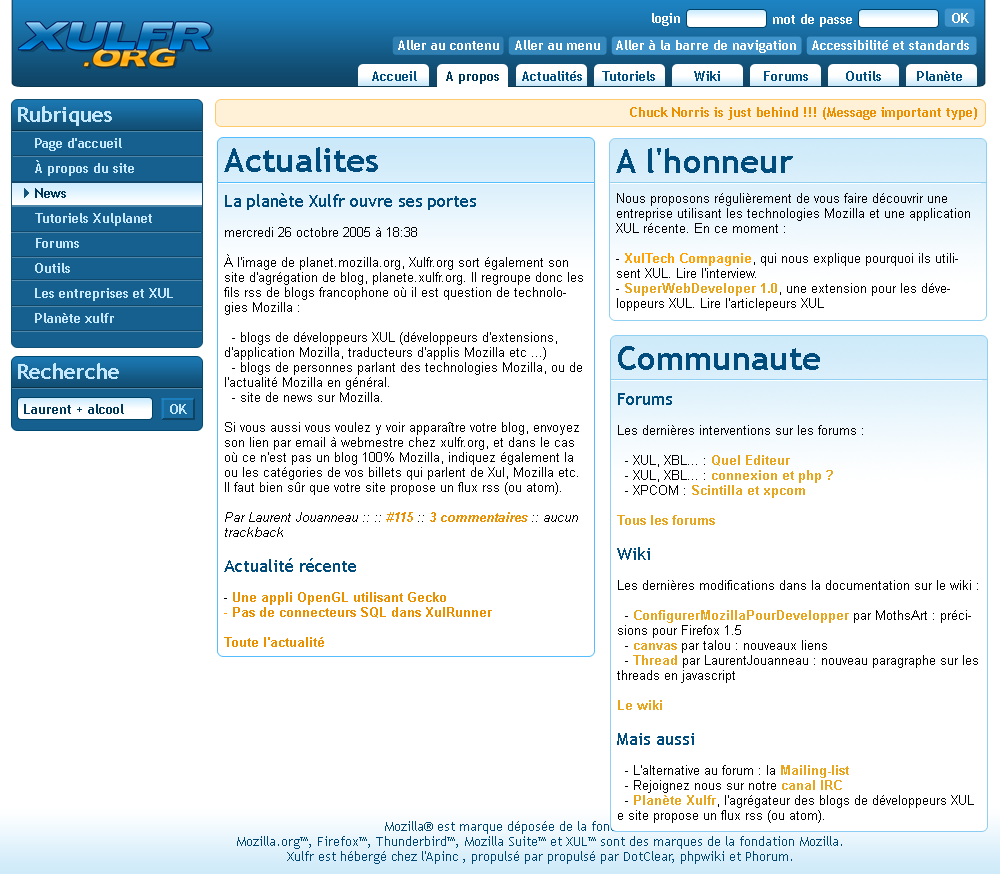 XULFR
.ORG
login mot de passe OK
Aller au contenu Aller au menu Aller à la barre de navigation Accessibilité et standards
Accueil A propos Actualités Tutoriels Wiki Forums Outils Planète
Rubriques
Page d'accueil
À propos du site
News
Tutoriels Xulplanet
Forums
Outils
Les entreprises et XUL
Planète xulfr
Recherche
Laurent + alcool OK
Chuck Norris is just behind !!! (Message important type)
Actualites
La planète Xulfr ouvre ses portes
mercredi 26 octobre 2005 à 18:38
À l'image de planet.mozilla.org, Xulfr.org sort également son
site d'agrégation de blog, planete.xulfr.org. Il regroupe donc les
fils rss de blogs francophone où il est question de technolo-
gies Mozilla :
- blogs de développeurs XUL (développeurs d'extensions,
d'application Mozilla, traducteurs d'applis Mozilla etc ...)
- blogs de personnes parlant des technologies Mozilla, ou de
l'actualité Mozilla en général.
- site de news sur Mozilla.
Si vous aussi vous voulez y voir apparaître votre blog, envoyez
son lien par email à webmestre chez xulfr.org, et dans le cas
où ce n'est pas un blog 100% Mozilla, indiquez également la
ou les catégories de vos billets qui parlent de Xul, Mozilla etc.
Il faut bien sûr que votre site propose un flux rss (ou atom).
Par Laurent Jouanneau :: :: #115 :: 3 commentaires :: aucun
trackback
Actualité récente
- Une appli OpenGL utilisant Gecko
- Pas de connecteurs SQL dans XulRunner
Toute l'actualité
A l'honneur
Nous proposons régulièrement de vous faire découvrir une
entreprise utilisant les technologies Mozilla et une application
XUL récente. En ce moment :
- XulTech Compagnie, qui nous explique pourquoi ils utili-
sent XUL. Lire l'interview.
- SuperWebDeveloper 1.0, une extension pour les déve-
loppeurs XUL. Lire l'articlepeurs XUL
Communaute
Forums
Les dernières interventions sur les forums :
- XUL, XBL... : Quel Editeur
- XUL, XBL... : connexion et php ?
- XPCOM : Scintilla et xpcom
Tous les forums
Wiki
Les dernières modifications dans la documentation sur le wiki :
- ConfigurerMozillaPourDevelopper par MothsArt : préci-
sions pour Firefox 1.5
- canvas par talou : nouveaux liens
- Thread par LaurentJouanneau : nouveau paragraphe sur les
threads en javascript
Le wiki
Mais aussi
- L'alternative au forum : la Mailing-list
- Rejoignez nous sur notre canal IRC
- Planète Xulfr, l'agrégateur des blogs de développeurs XUL
e site propose un flux rss (ou atom).
Mozilla® est marque déposée de la fon
Mozilla.org™, Firefox™, Thunderbird™, Mozilla Suite™ et XUL™ sont des marques de la fondation Mozilla.
Xulfr est hébergé chez l'Apinc , propulsé par propulsé par DotClear, phpwiki et Phorum.